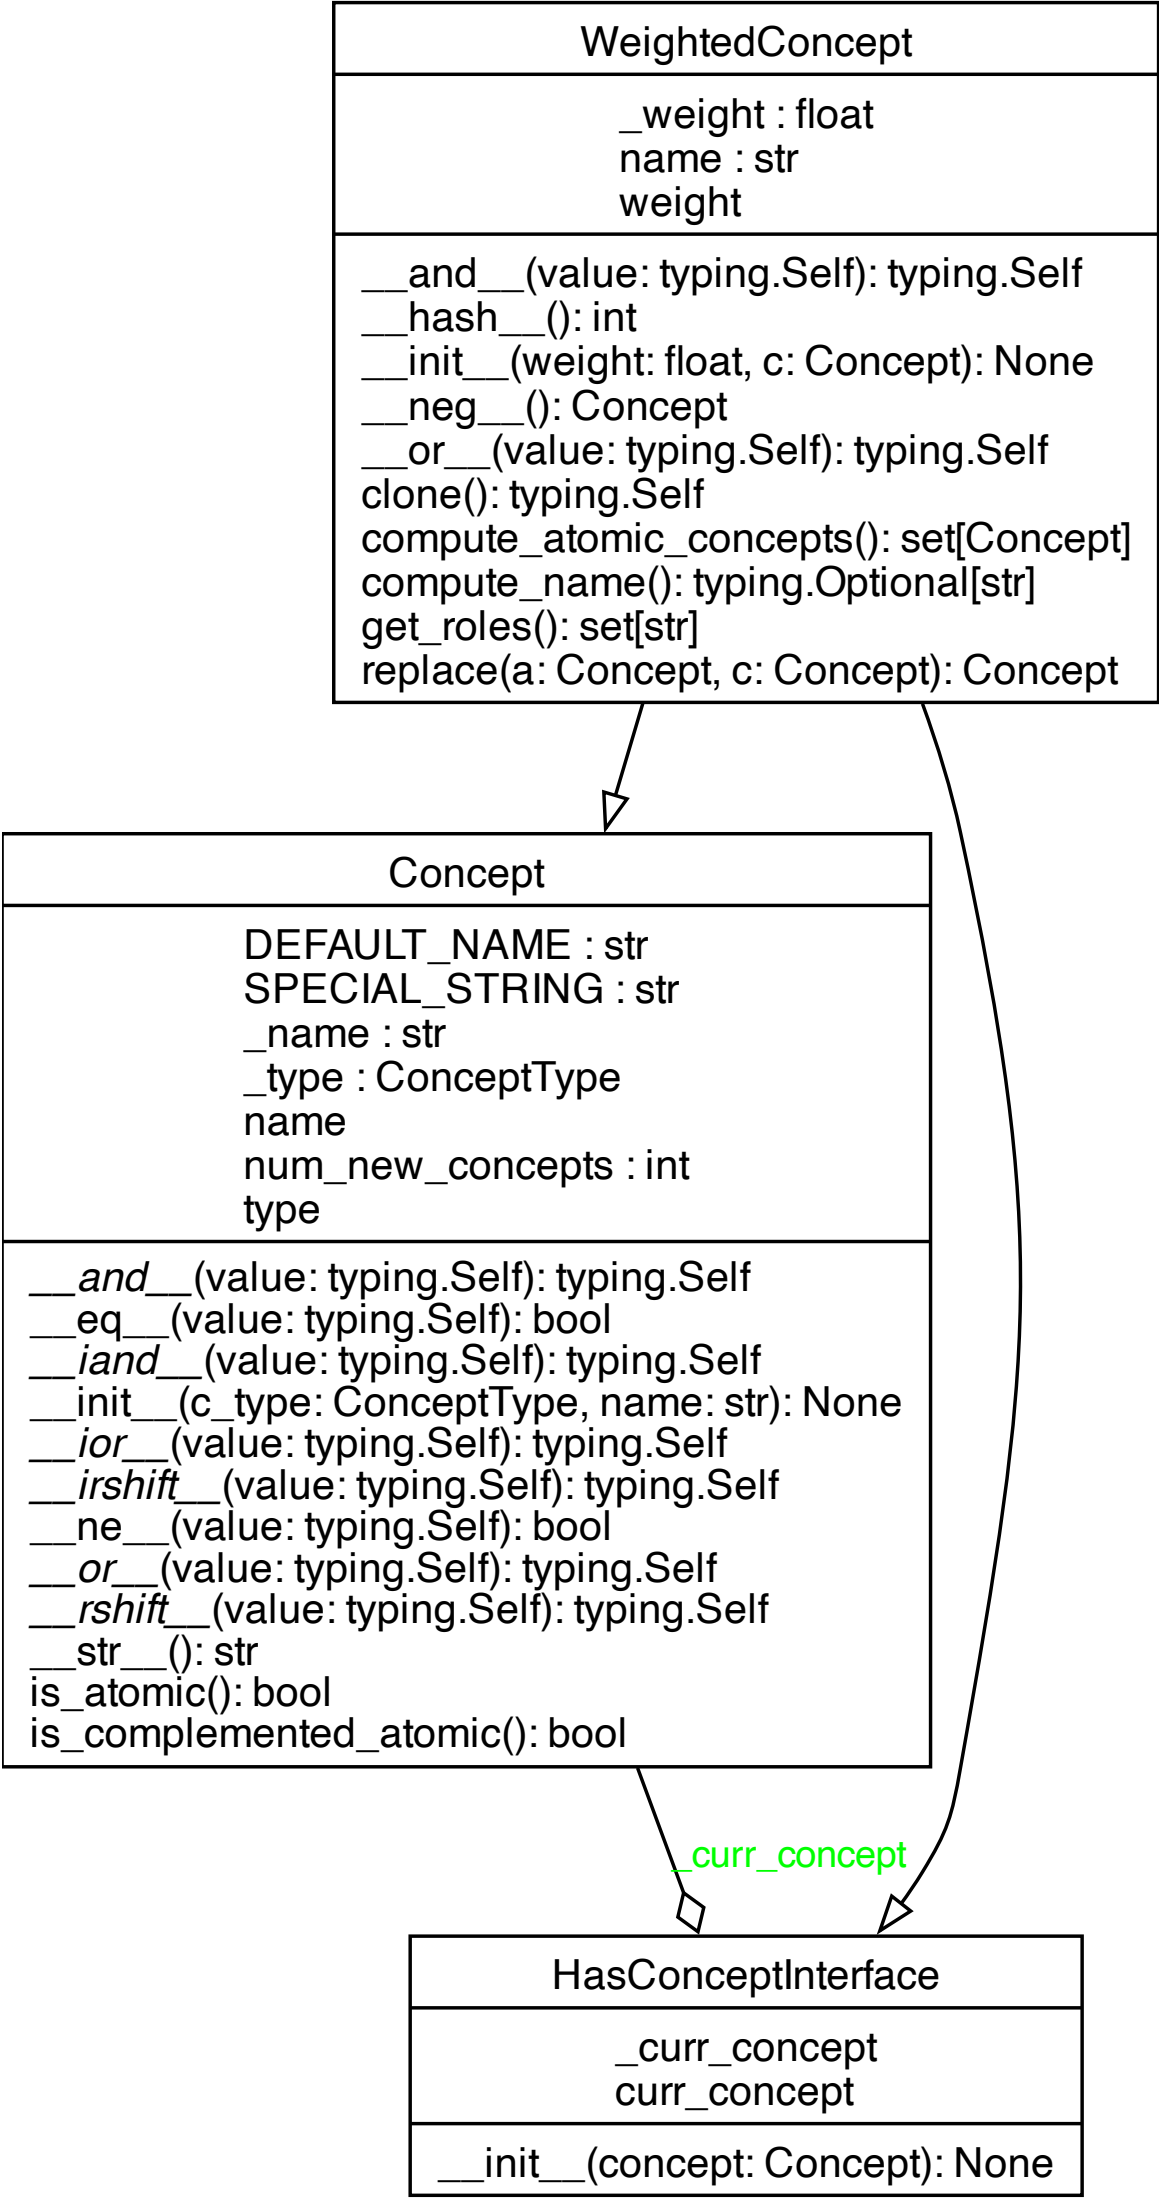 WeightedConcept
_weight : float
name : str
weight
__and__(value: typing.Self): typing.Self
__hash__(): int
__init__(weight: float, c: Concept): None
__neg__(): Concept
__or__(value: typing.Self): typing.Self
clone(): typing.Self
compute_atomic_concepts(): set[Concept]
compute_name(): typing.Optional[str]
get_roles(): set[str]
replace(a: Concept, c: Concept): Concept
Concept
DEFAULT_NAME : str
SPECIAL_STRING : str
_name : str
_type : ConceptType
name
num_new_concepts : int
type
__and__(value: typing.Self): typing.Self
__eq__(value: typing.Self): bool
__iand__(value: typing.Self): typing.Self
__init__(c_type: ConceptType, name: str): None
__ior__(value: typing.Self): typing.Self
__irshift__(value: typing.Self): typing.Self
__ne__(value: typing.Self): bool
__or__(value: typing.Self): typing.Self
__rshift__(value: typing.Self): typing.Self
__str__(): str
is_atomic(): bool
is_complemented_atomic(): bool
_curr_concept
HasConceptInterface
_curr_concept
curr_concept
__init__(concept: Concept): None